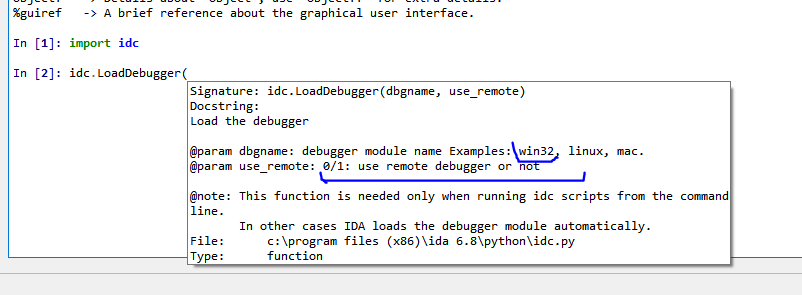 %guiref   -> A brief reference about the graphical user interface.
In [1]: import idc
In [2]: idc.LoadDebugger(
Signature: idc.LoadDebugger(dbgname, use_remote)
Docstring:
Load the debugger
@param dbgname: debugger module name Examples: win32, linux, mac.
@param use_remote: 0/1: use remote debugger or not
@note: This function is needed only when running idc scripts from the command
line.
In other cases IDA loads the debugger module automatically.
File:      c:\program files (x86)\ida 6.8\python\idc.py
Type:      function